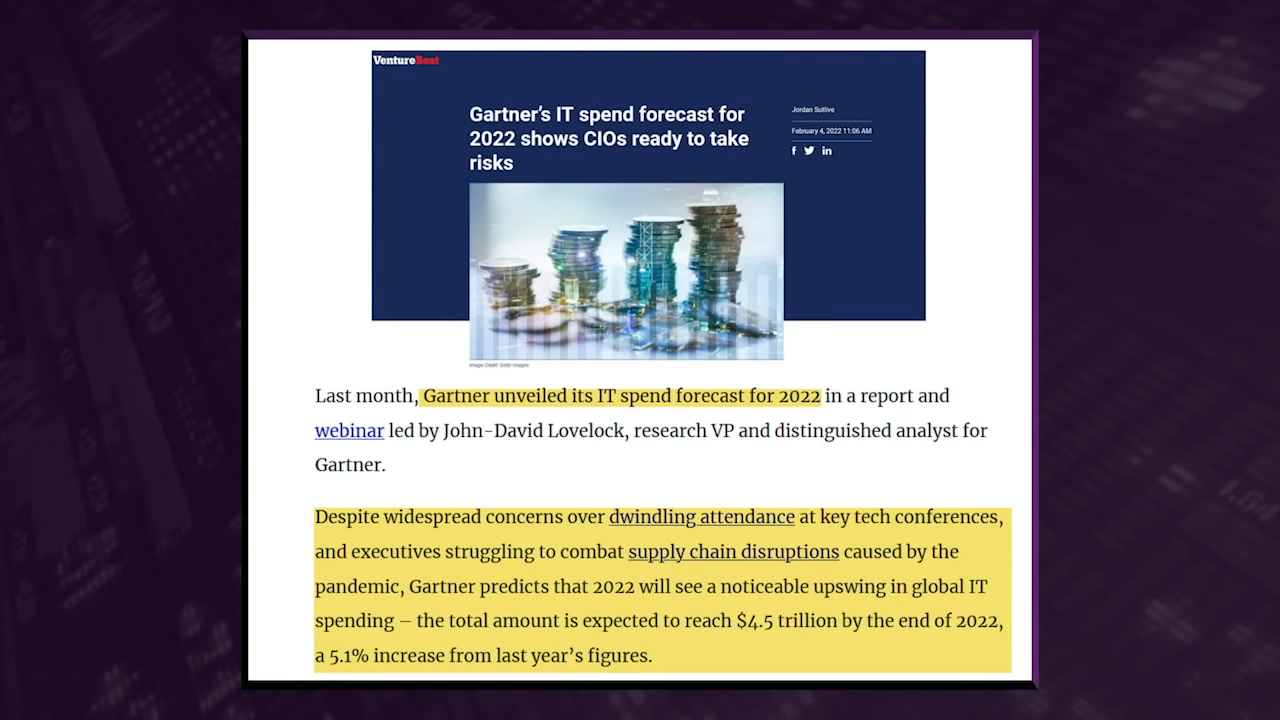 VentureBeat
Gartner's IT spend forecast for
2022 shows CIOs ready to take
risks
Jordan Sutlive
February 4, 2022 11:06 AM
Image Credit: Getty Images
Last month, Gartner unveiled its IT spend forecast for 2022 in a report and
webinar led by John-David Lovelock, research VP and distinguished analyst for
Gartner.
Despite widespread concerns over dwindling attendance at key tech conferences,
and executives struggling to combat supply chain disruptions caused by the
pandemic, Gartner predicts that 2022 will see a noticeable upswing in global IT
spending – the total amount is expected to reach $4.5 trillion by the end of 2022,
a 5.1% increase from last year's figures.